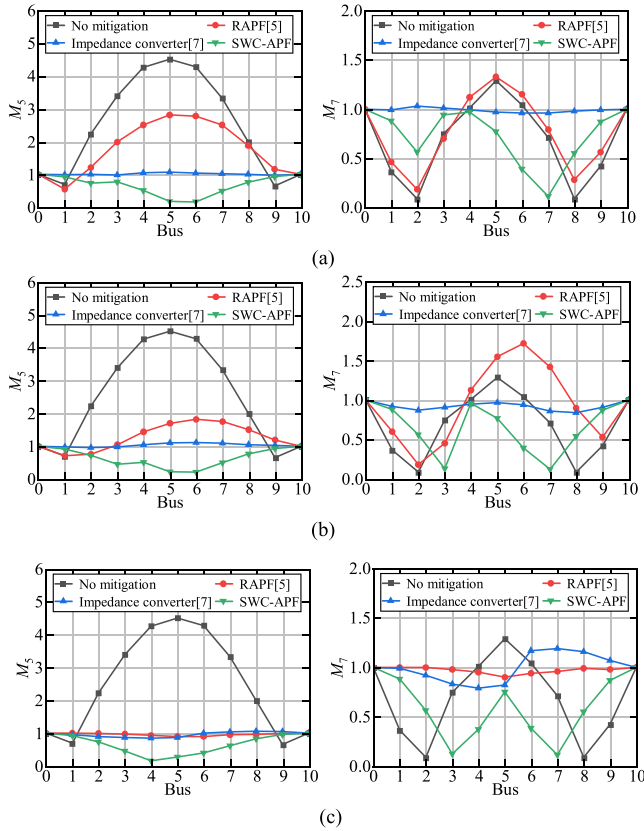 No mitigation RAPF[5]
Impedance converter[7] SWC-APF
M5
6
5
4
3
2
1
0
0 1 2 3 4 5 6 7 8 9 10
Bus
No mitigation RAPF[5]
Impedance converter[7] SWC-APF
M7
2.0
1.5
1.0
0.5
0.0
0 1 2 3 4 5 6 7 8 9 10
Bus
(a)
No mitigation RAPF[5]
Impedance converter[7] SWC-APF
M5
6
5
4
3
2
1
0
0 1 2 3 4 5 6 7 8 9 10
Bus
No mitigation RAPF[5]
Impedance converter[7] SWC-APF
M7
2.5
2.0
1.5
1.0
0.5
0.0
0 1 2 3 4 5 6 7 8 9 10
Bus
(b)
No mitigation RAPF[5]
Impedance converter[7] SWC-APF
M5
6
5
4
3
2
1
0
0 1 2 3 4 5 6 7 8 9 10
Bus
No mitigation RAPF[5]
Impedance converter[7] SWC-APF
M7
2.0
1.5
1.0
0.5
0.0
0 1 2 3 4 5 6 7 8 9 10
Bus
(c)